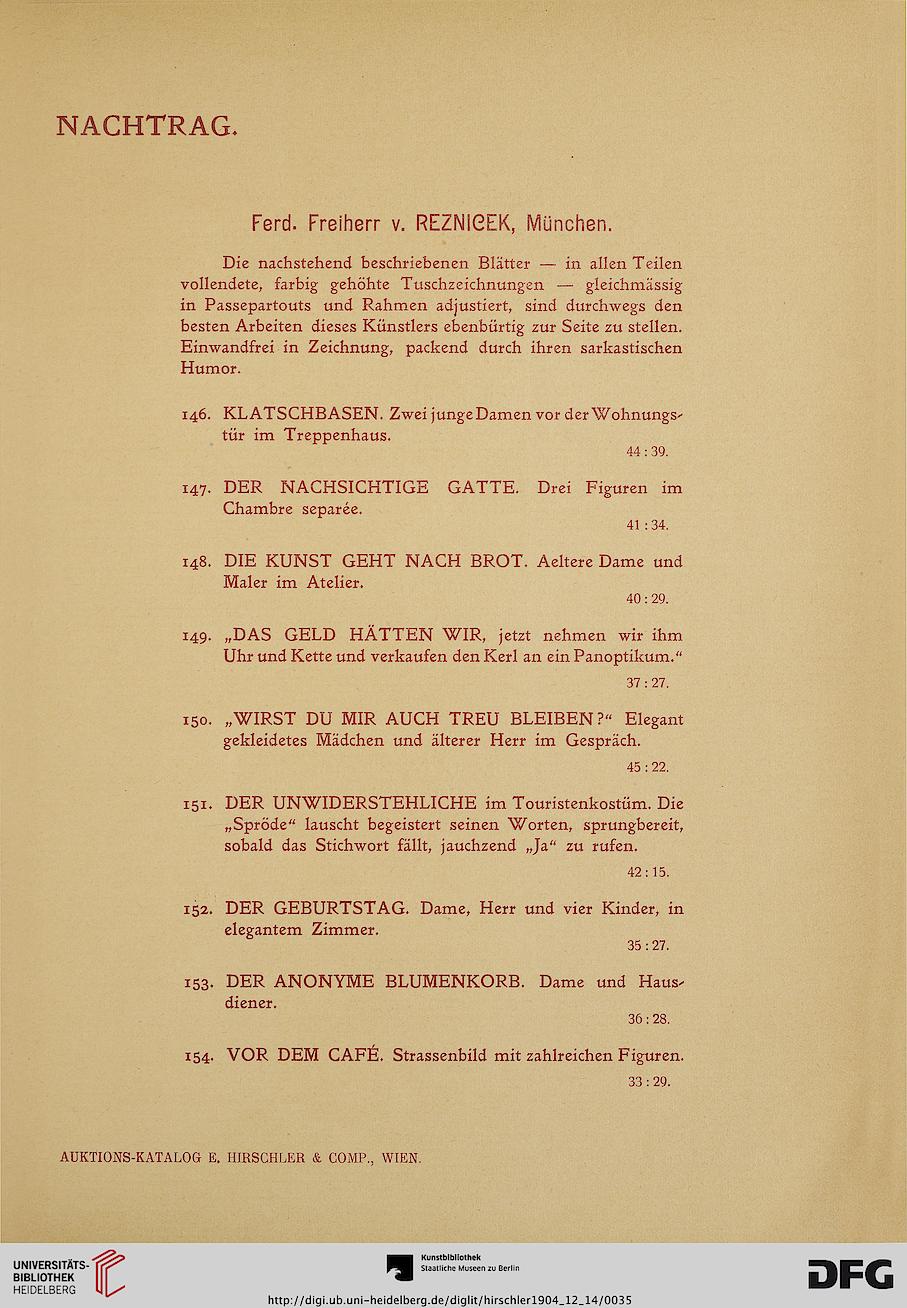 NACHTRAG.
Ferd. Freiherr v. REZNICEK, München.
Die nachstehend beschriebenen Blätter — in allen Teilen
vollendete, farbig gehöhte Tuschzeichnungen — gleichmässig
in Passepartouts und Rahmen adjustiert, sind durchwegs den
besten Arbeiten dieses Künstlers ebenbürtig zur Seite zu stellen.
Einwandfrei in Zeichnung, packend durch ihren sarkastischen
Humor.
146. KLATSCHBASEN. Zwei junge Damen vor der Wohnungs-
tür im Treppenhaus.
44 : 39.
147. DER NACHSICHTIGE GATTE. Drei Figuren im
Chambre separée.
41 : 34.
148. DIE KUNST GEHT NACH BROT. Aeltere Dame und
Maler im Atelier.
40 : 29.
149. „DAS GELD HÄTTEN WIR, jetzt nehmen wir ihm
Uhr und Kette und verkaufen den Kerl an ein Panoptikum.“
37 : 27.
150. „WIRST DU MIR AUCH TREU BLEIBEN?“ Elegant
gekleidetes Mädchen und älterer Herr im Gespräch.
45 : 22.
151. DER UNWIDERSTEHLICHE im Touristenkostüm. Die
„Spröde“ lauscht begeistert seinen Worten, sprungbereit,
sobald das Stichwort fällt, jauchzend „Ja“ zu rufen.
42 : 15.
152. DER GEBURTSTAG. Dame, Herr und vier Kinder, in
elegantem Zimmer.
35 : 27.
153. DER ANONYME BLUMENKORB. Dame und Haus-
diener.
36 : 28.
154. VOR DEM CAFÉ. Strassenbild mit zahlreichen Figuren.
33 : 29.
AUKTIONS-KATALOG E. HIRSCHLER & COMP., WIEN.
UNIVERSITÄTS-
BIBLIOTHEK
HEIDELBERG
Kunstbibliothek
Staatliche Museen zu Berlin
DFG
http://digi.ub.uni-heidelberg.de/diglit/hirschler1904_12_14/0035